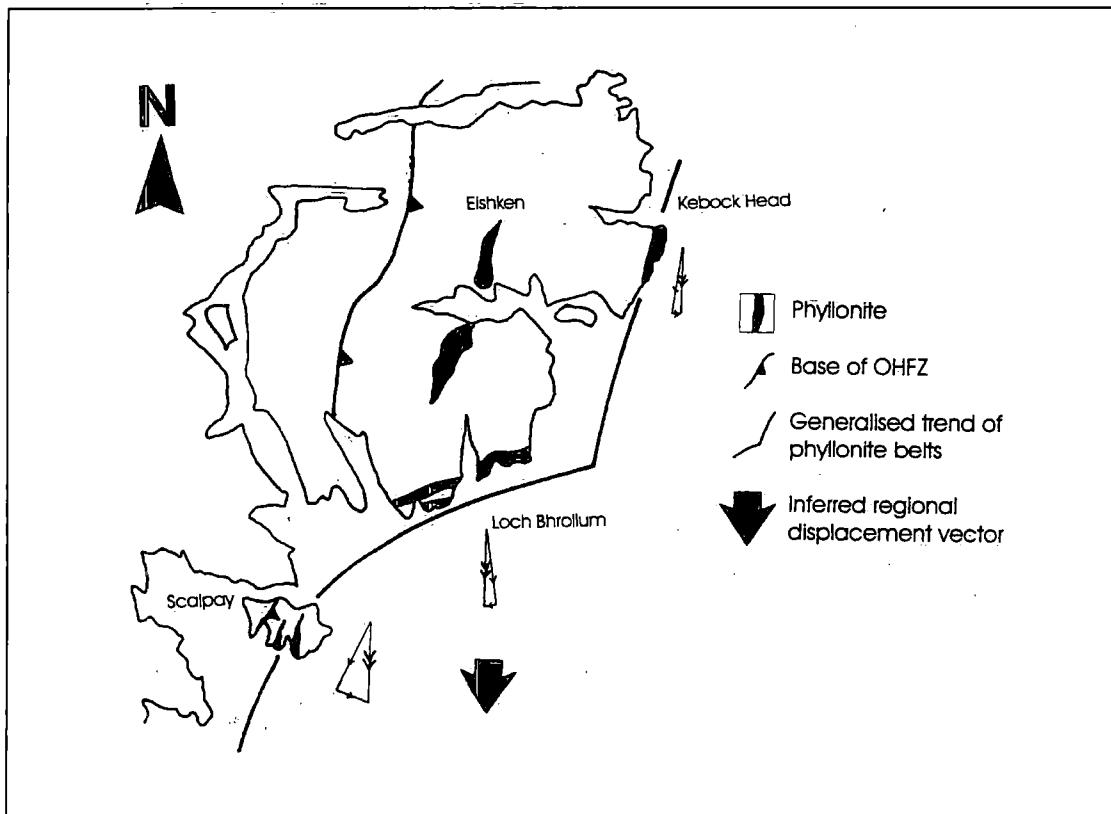 N
Eishken
Kebock Head
Phyllonite
Base of OHFZ
Generalised trend of
phyllonite belts
Loch Bhrollum
Inferred regional
displacement vector
Scalpay